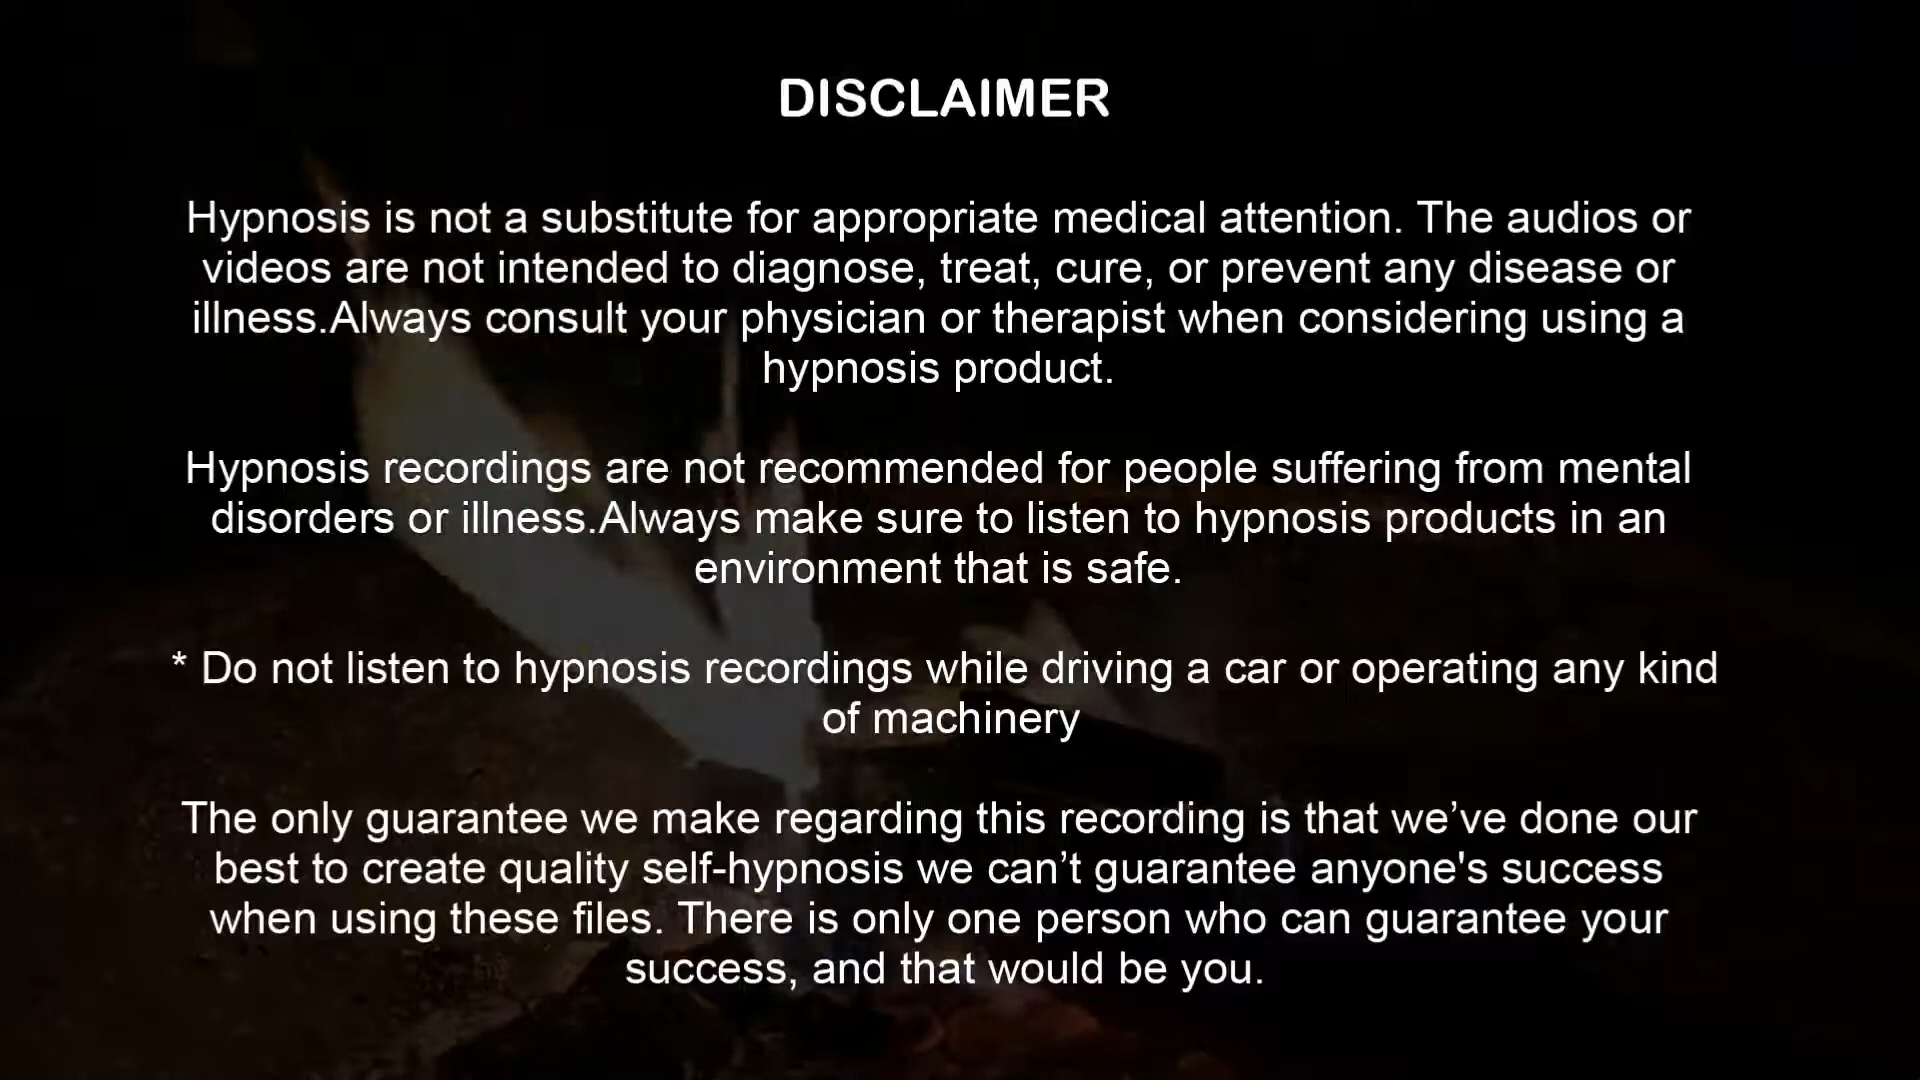 DISCLAIMER
Hypnosis is not a substitute for appropriate medical attention. The audios or
videos are not intended to diagnose, treat, cure, or prevent any disease or
illness.Always consult your physician or therapist when considering using a
hypnosis product.
Hypnosis recordings are not recommended for people suffering from mental
disorders or illness.Always make sure to listen to hypnosis products in an
environment that is safe.
* Do not listen to hypnosis recordings while driving a car or operating any kind
of machinery
The only guarantee we make regarding this recording is that we’ve done our
best to create quality self-hypnosis we can’t guarantee anyone's success
when using these files. There is only one person who can guarantee your
success, and that would be you.